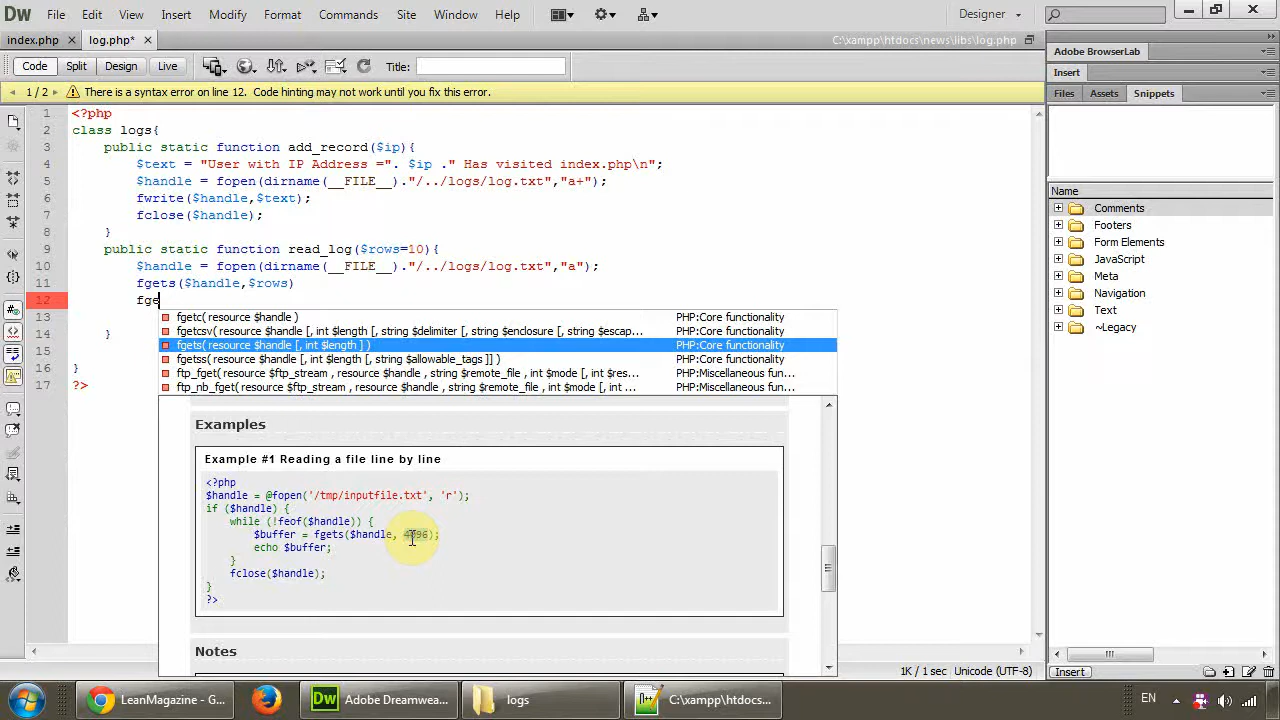 Dw File Edit View Insert Modify Format Commands Site Window Help Designer
index.php log.php* C:\xampp\htdocs\news\libs\log.php
Code Split Design Live Title:
1 / 2 There is a syntax error on line 12. Code hinting may not work until you fix this error.
1 <?php
2 class logs{
3 public static function add_record($ip){
4 $text = "User with IP Address =". $ip ." Has visited index.php\n";
5 $handle = fopen(dirname(__FILE__)."/../logs/log.txt","a+");
6 fwrite($handle,$text);
7 fclose($handle);
8 }
9 public static function read_log($rows=10){
10 $handle = fopen(dirname(__FILE__)."/../logs/log.txt","a");
11 fgets($handle,$rows)
12 fge
13
14 }
15
16 }
17 ?>
fgetc( resource $handle ) PHP:Core functionality
fgetcsv( resource $handle [, int $length [, string $delimiter [, string $enclosure [, string $escap... PHP:Core functionality
fgets( resource $handle [, int $length ] ) PHP:Core functionality
fgetss( resource $handle [, int $length [, string $allowable_tags ]] ) PHP:Core functionality
ftp_fget( resource $ftp_stream , resource $handle , string $remote_file , int $mode [, int $res... PHP:Miscellaneous fun...
ftp_nb_fget( resource $ftp_stream , resource $handle , string $remote_file , int $mode [, int ... PHP:Miscellaneous fun...
Examples
Example #1 Reading a file line by line
<?php
$handle = @fopen('/tmp/inputfile.txt', 'r');
if ($handle) {
while (!feof($handle)) {
$buffer = fgets($handle, 4096);
echo $buffer;
}
fclose($handle);
}
?>
Notes
1K / 1 sec Unicode (UTF-8)
Adobe BrowserLab
Insert
Files Assets Snippets
Name
Comments
Footers
Form Elements
JavaScript
Meta
Navigation
Text
~Legacy
Insert
LeanMagazine - G... Dw Adobe Dreamwea... logs C:\xampp\htdocs... EN